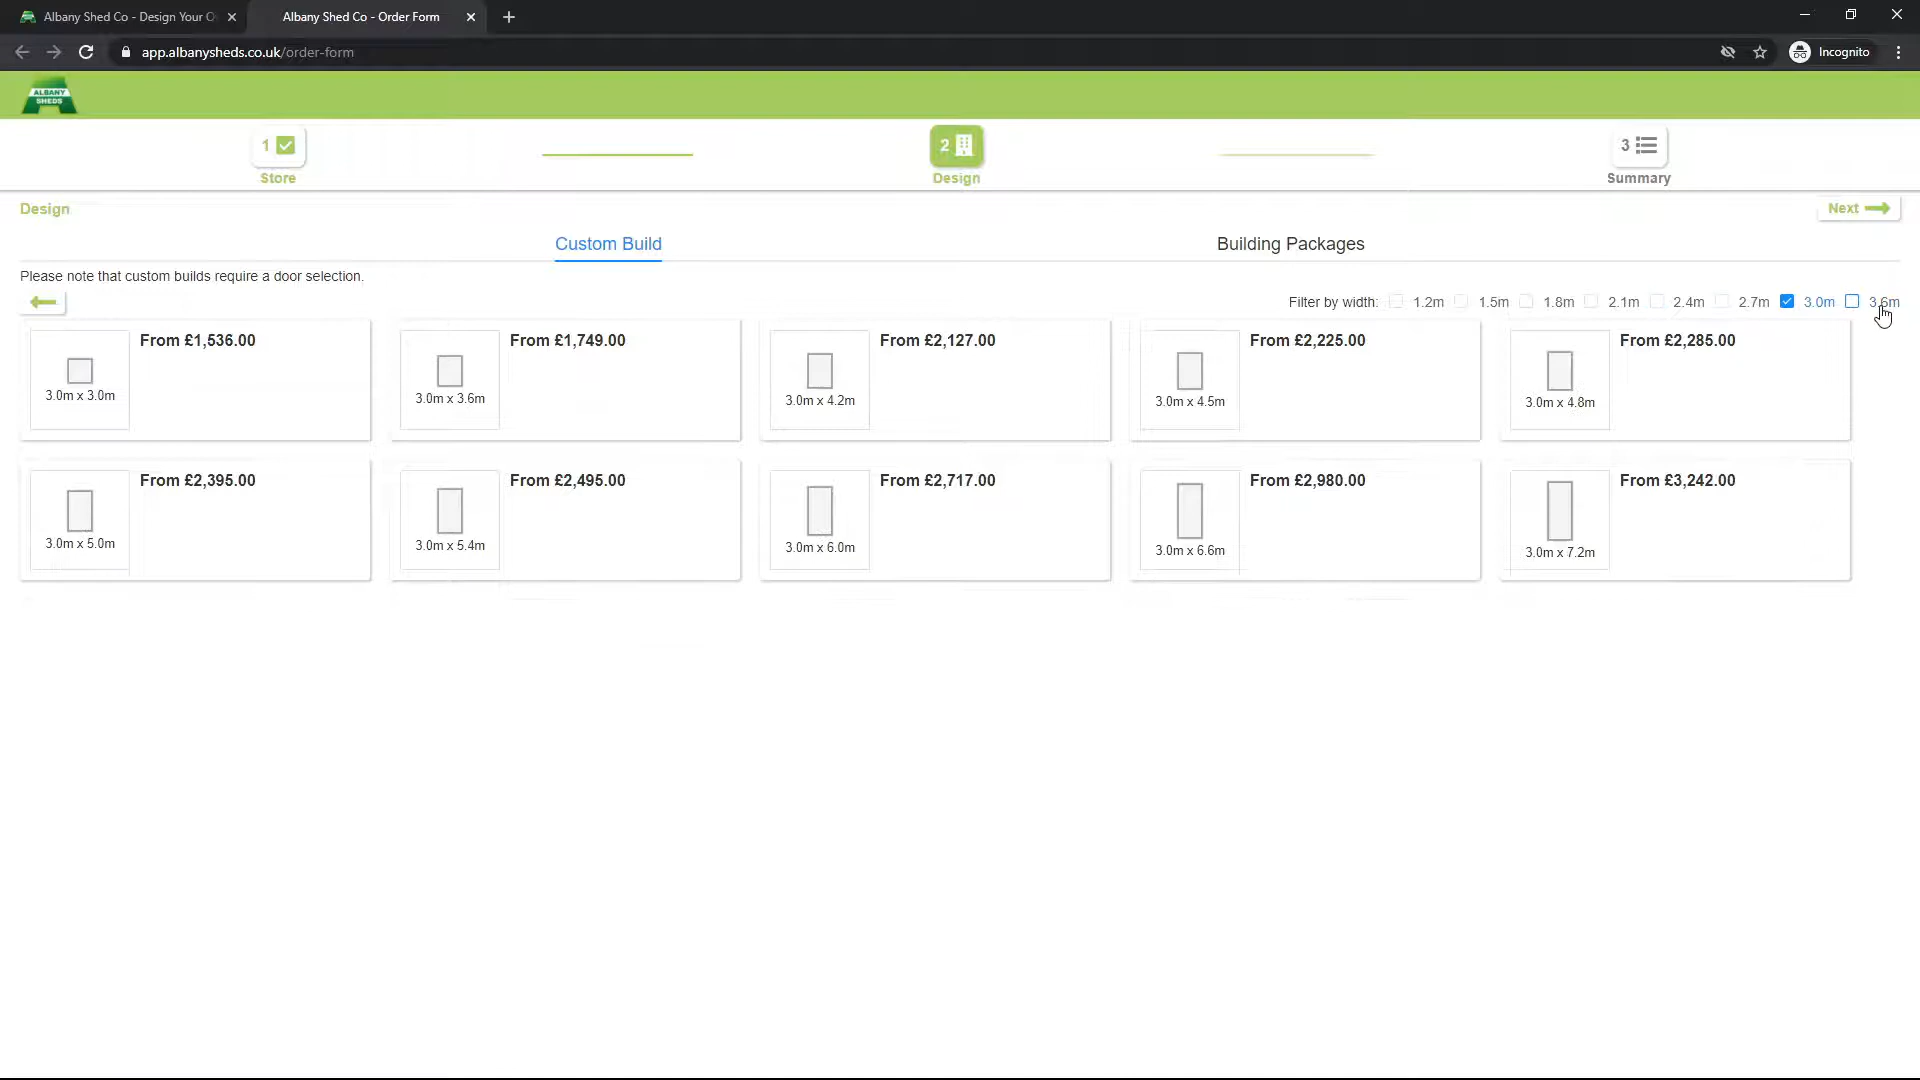 Albany Shed Co - Design Your O
Albany Shed Co - Order Form
app.albanysheds.co.uk/order-form
Incognito
ALBANY
SHEDS
1
2
3
Store
Design
Summary
Design
Next
Custom Build
Building Packages
Please note that custom builds require a door selection.
Filter by width: 1.2m 1.5m 1.8m 2.1m 2.4m 2.7m 3.0m 3.6m
From £1,536.00
3.0m x 3.0m
From £1,749.00
3.0m x 3.6m
From £2,127.00
3.0m x 4.2m
From £2,225.00
3.0m x 4.5m
From £2,285.00
3.0m x 4.8m
From £2,395.00
3.0m x 5.0m
From £2,495.00
3.0m x 5.4m
From £2,717.00
3.0m x 6.0m
From £2,980.00
3.0m x 6.6m
From £3,242.00
3.0m x 7.2m